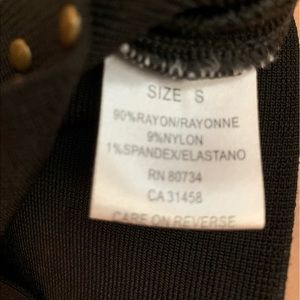 SIZE S
90%RAYON/RAYONNE
9%NYLON
1%SPANDEX/ELASTANO
RN 80734
CA 31458
CARE ON REVERSE